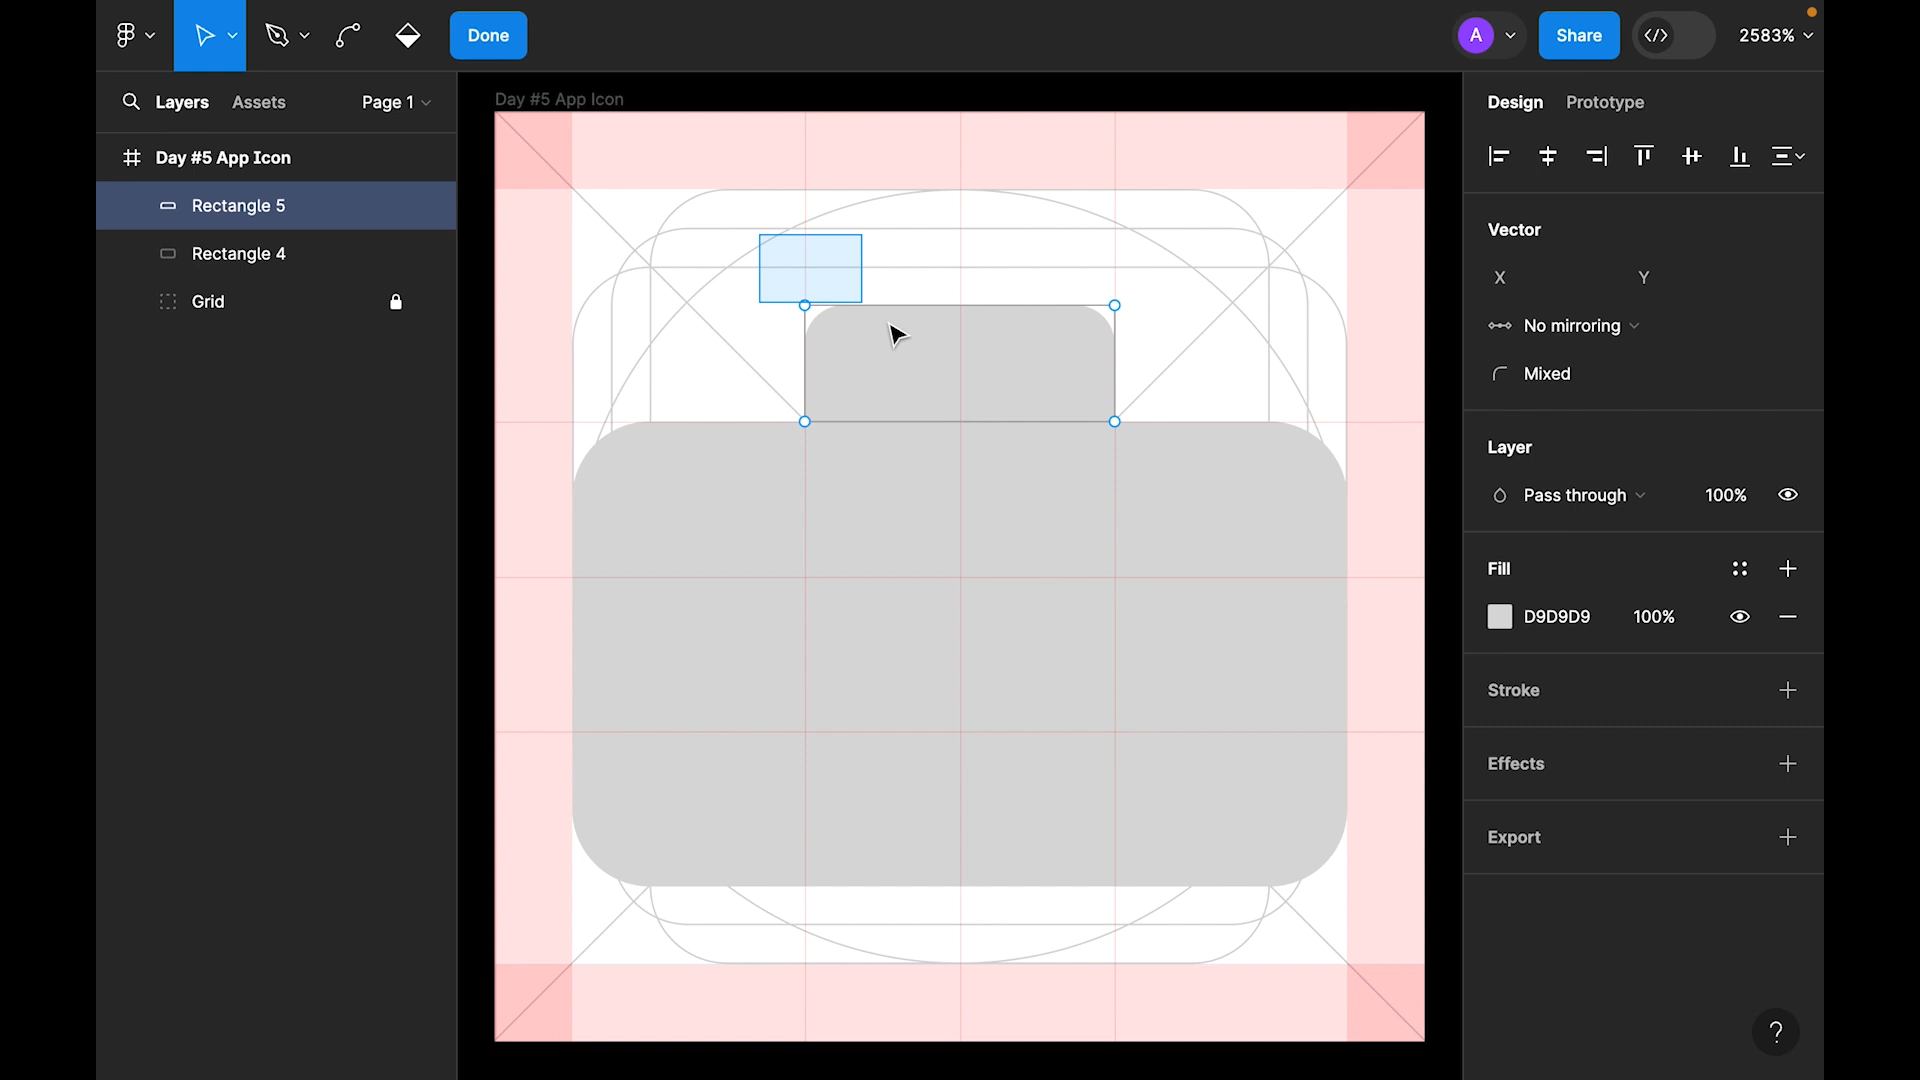 Done
A
Share
2583%
Layers
Assets
Page 1
Day #5 App Icon
Rectangle 5
Rectangle 4
Grid
Day #5 App Icon
Design
Prototype
Vector
X
Y
No mirroring
Mixed
Layer
Pass through
100%
Fill
D9D9D9
100%
Stroke
Effects
Export
?